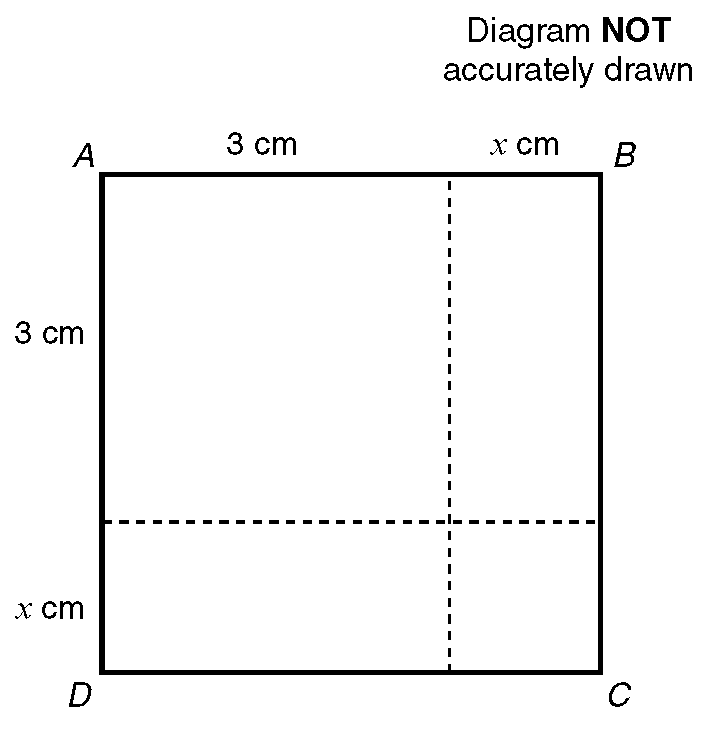 Diagram NOT
accurately drawn
A 3 cm x cm B
3 cm
x cm
D C